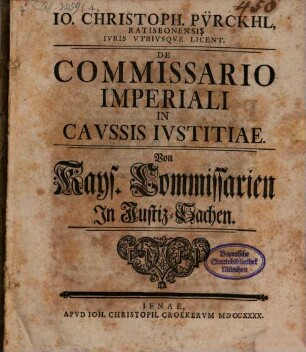 450
IO. CHRISTOPH. PÜRCKHL,
RATISBONENSIS
IVRIS VTRIVSQVE LICENT.
DE
COMMISSARIO
IMPERIALI
IN
CAVSSIS IVSTITIAE.
Von
Kays. Commissarien
In Justiz-Sachen.
Bayerische
Staatsbibliothek
München
IENAE,
APVD IOH. CHRISTOPH. CROEKERVM MDCCXXXX.